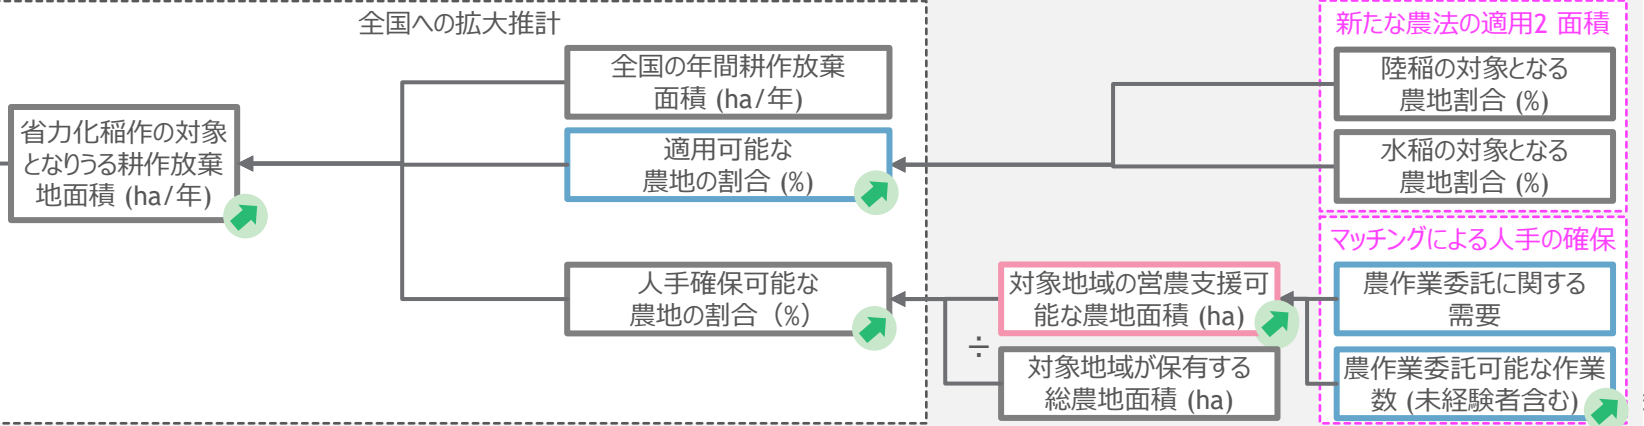 全国への拡大推計
新たな農法の適用2 面積
全国の年間耕作放棄
面積 (ha/年)
陸稲の対象となる
農地割合 (%)
省力化稲作の対象
となりうる耕作放棄
地面積 (ha/年)
適用可能な
農地の割合 (%)
水稲の対象となる
農地割合 (%)
マッチングによる人手の確保
人手確保可能な
農地の割合（%）
対象地域の営農支援可
能な農地面積 (ha)
農作業委託に関する
需要
÷
対象地域が保有する
総農地面積 (ha)
農作業委託可能な作業
数 (未経験者含む)